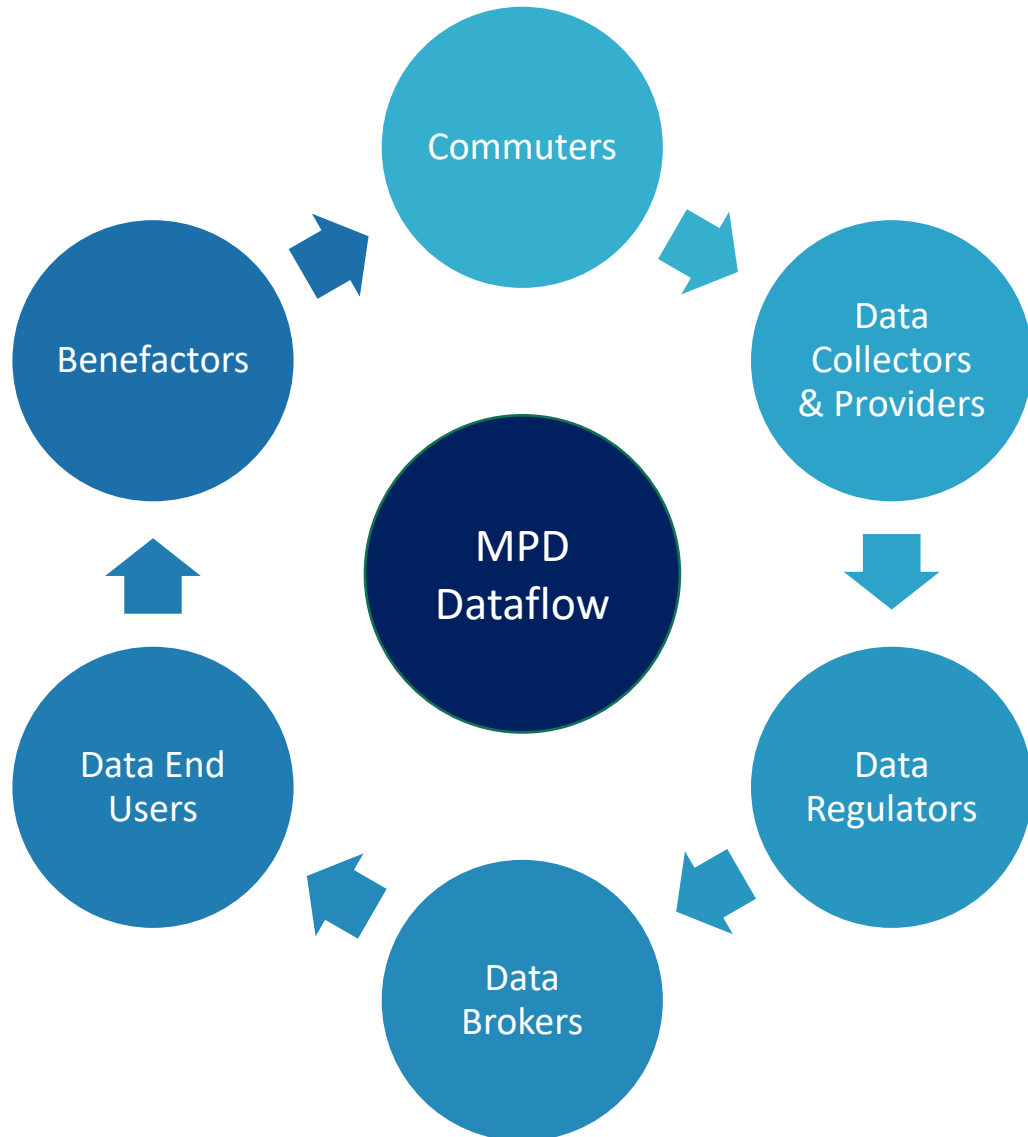 Commuters
Data
Collectors
& Providers
Data
Regulators
Data
Brokers
Data End
Users
Benefactors
MPD
Dataflow